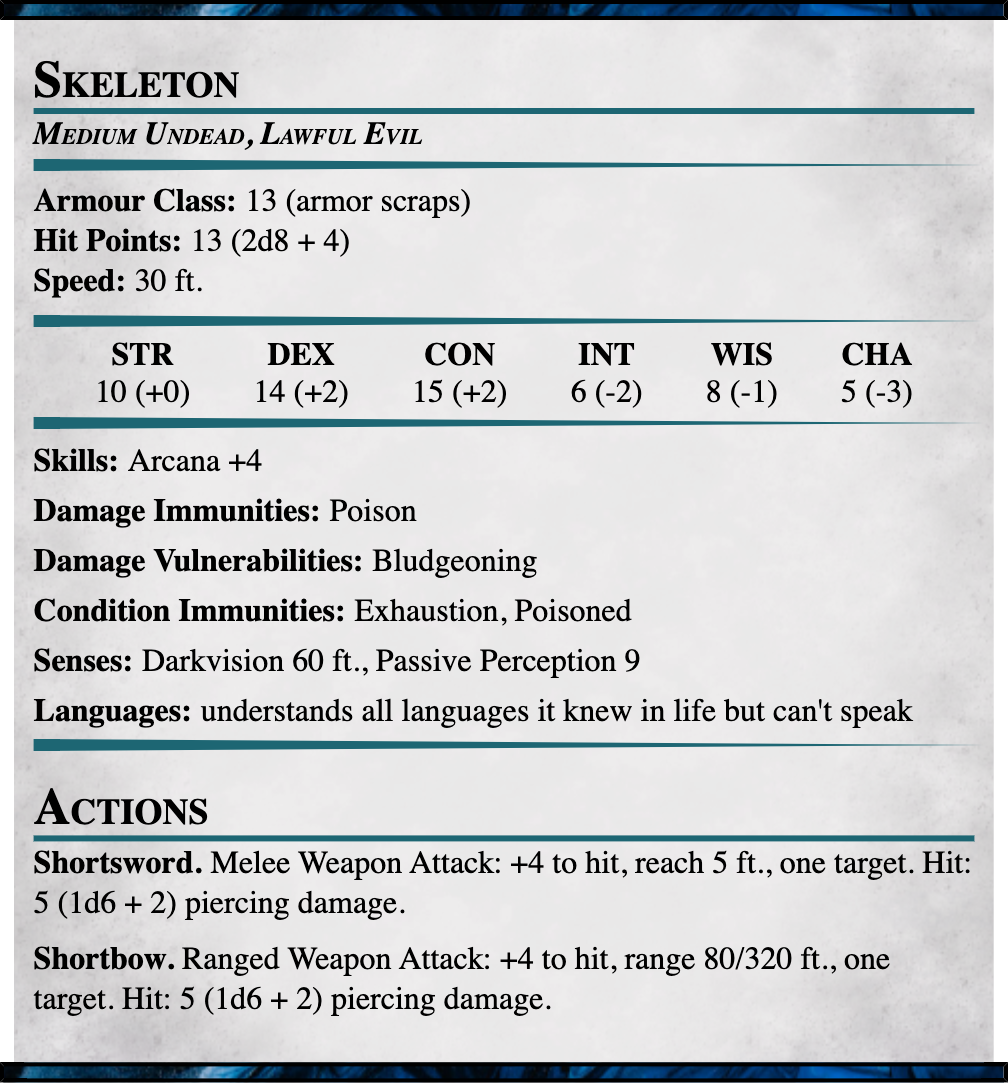 Skeleton
Medium Undead, Lawful Evil
Armour Class: 13 (armor scraps)
Hit Points: 13 (2d8 + 4)
Speed: 30 ft.
STR DEX CON INT WIS CHA
10 (+0) 14 (+2) 15 (+2) 6 (-2) 8 (-1) 5 (-3)
Skills: Arcana +4
Damage Immunities: Poison
Damage Vulnerabilities: Bludgeoning
Condition Immunities: Exhaustion, Poisoned
Senses: Darkvision 60 ft., Passive Perception 9
Languages: understands all languages it knew in life but can't speak
Actions
Shortsword. Melee Weapon Attack: +4 to hit, reach 5 ft., one target. Hit:
5 (1d6 + 2) piercing damage.
Shortbow. Ranged Weapon Attack: +4 to hit, range 80/320 ft., one
target. Hit: 5 (1d6 + 2) piercing damage.